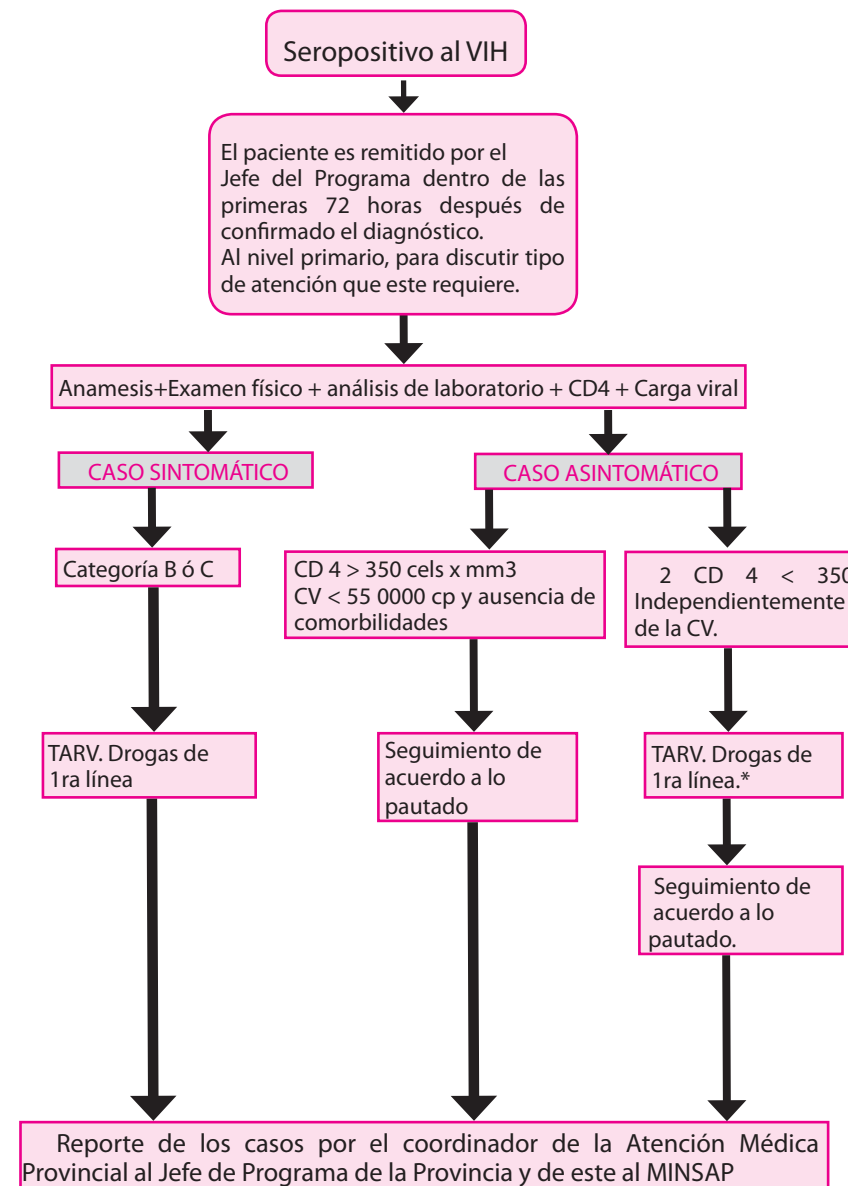 Seropositivo al VIH
El paciente es remitido por el
Jefe del Programa dentro de las
primeras 72 horas después de
confirmado el diagnóstico.
Al nivel primario, para discutir tipo
de atención que este requiere.
Anamesis+Examen físico + análisis de laboratorio + CD4 + Carga viral
CASO SINTOMÁTICO
CASO ASINTOMÁTICO
Categoría B ó C
CD 4 > 350 cels x mm3
CV < 55 0000 cp y ausencia de
comorbilidades
2 CD 4 < 350
Independientemente
de la CV.
TARV. Drogas de
1ra línea
Seguimiento de
acuerdo a lo
pautado
TARV. Drogas de
1ra línea.*
Seguimiento de
acuerdo a lo
pautado.
Reporte de los casos por el coordinador de la Atención Médica
Provincial al Jefe de Programa de la Provincia y de este al MINSAP